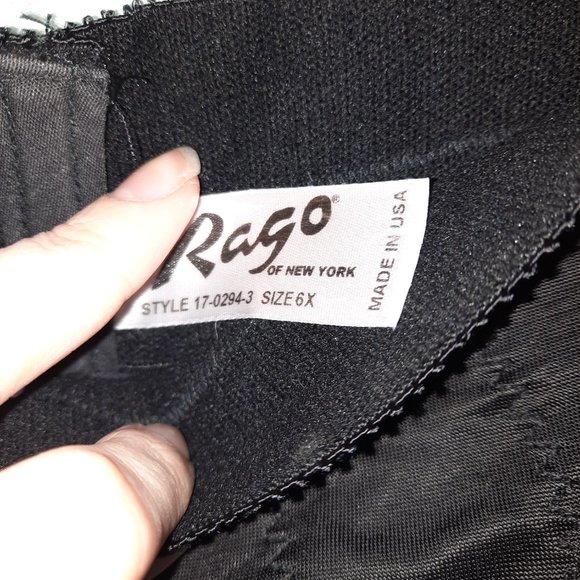 Rago®
OF NEW YORK
STYLE 17-0294-3 SIZE 6X
MADE IN USA